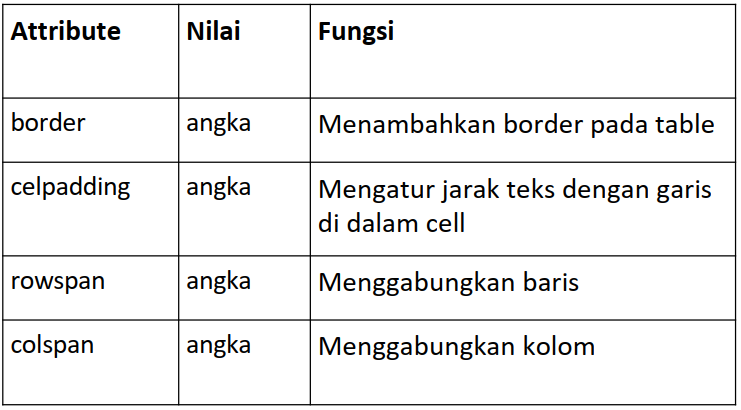 Attribute Nilai Fungsi
border angka Menambahkan border pada table
celpadding angka Mengatur jarak teks dengan garis
di dalam cell
rowspan angka Menggabungkan baris
colspan angka Menggabungkan kolom